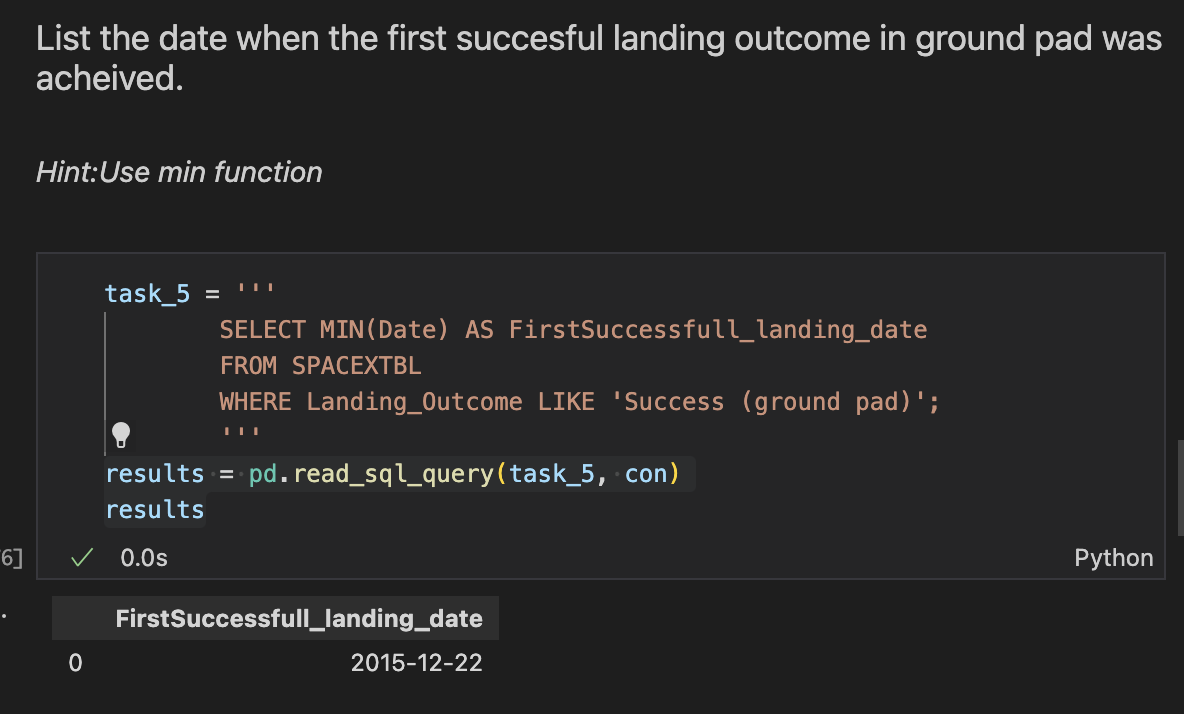 List the date when the first succesful landing outcome in ground pad was
acheived.
Hint:Use min function
task_5 = '''
SELECT MIN(Date) AS FirstSuccessfull_landing_date
FROM SPACEXTBL
WHERE Landing_Outcome LIKE 'Success (ground pad)';
'''
results = pd.read_sql_query(task_5, con)
results
6] 0.0s Python
FirstSuccessfull_landing_date
0 2015-12-22